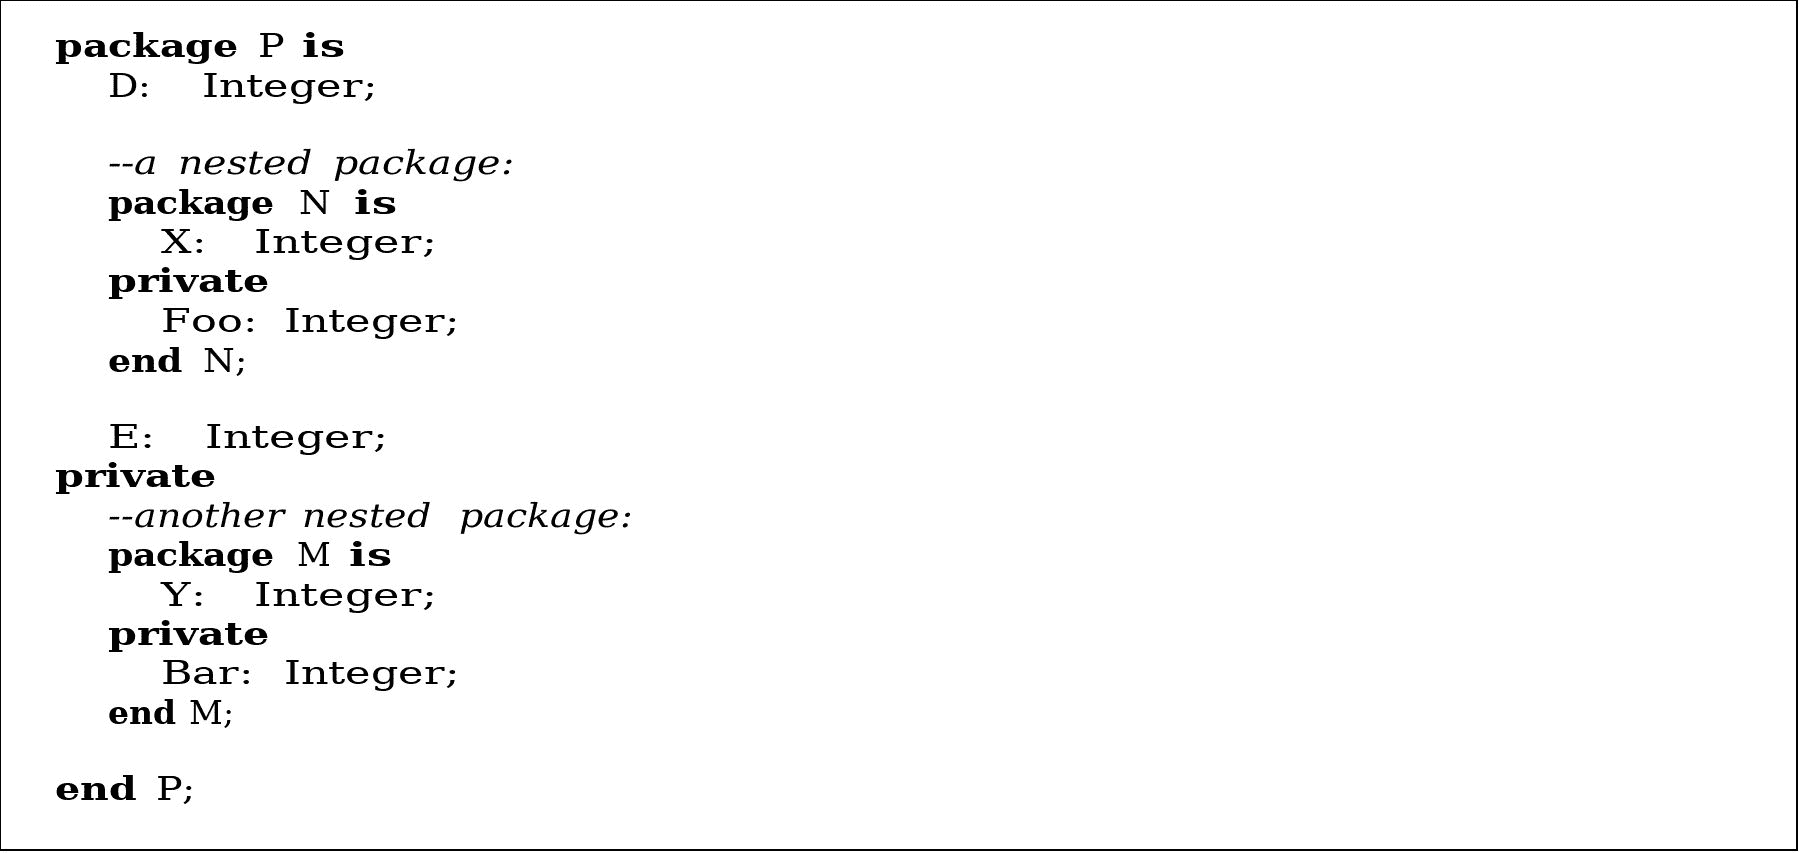 package P is
D: Integer;
--a nested package:
package N is
X: Integer;
private
Foo: Integer;
end N;
E: Integer;
private
--another nested package:
package M is
Y: Integer;
private
Bar: Integer;
end M;
end P;